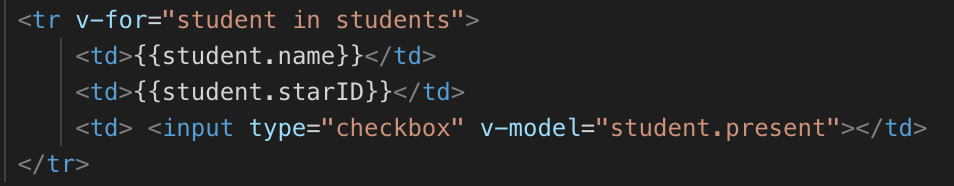 <tr v-for="student in students">
    <td>{{student.name}}</td>
    <td>{{student.starID}}</td>
    <td> <input type="checkbox" v-model="student.present"></td>
</tr>